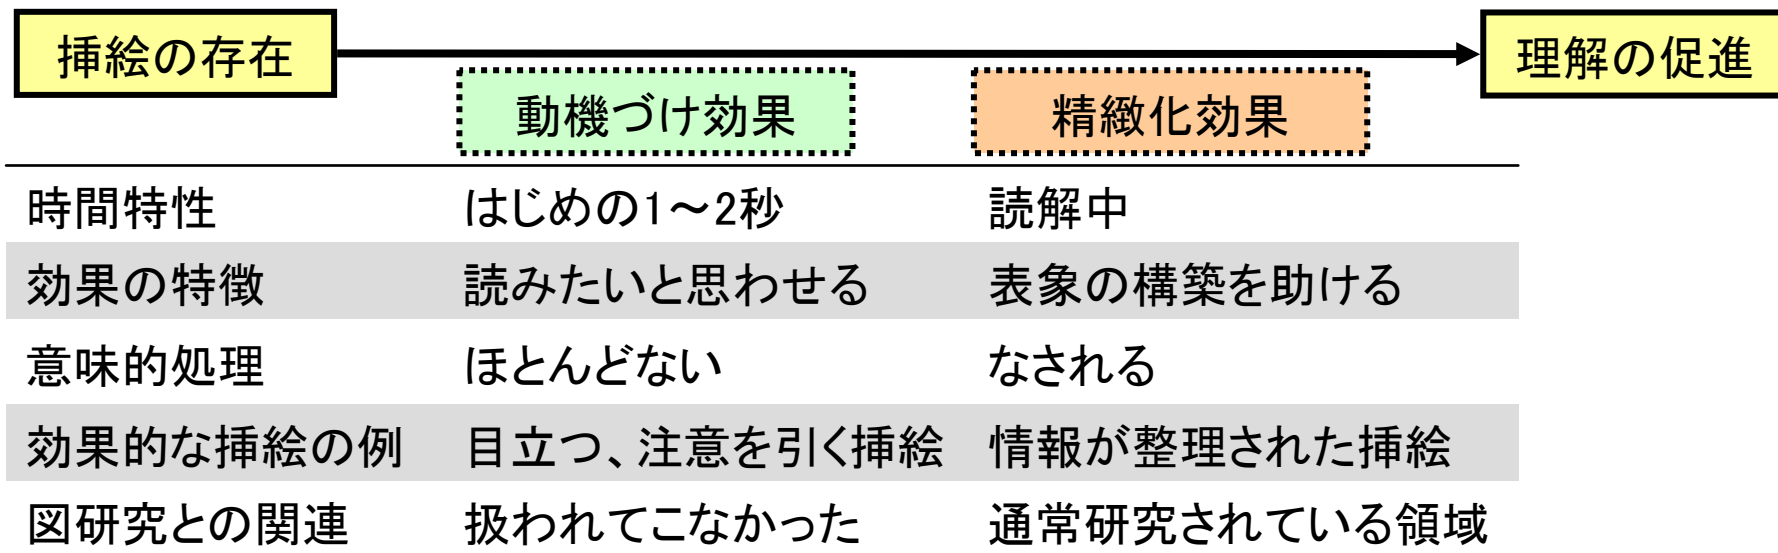 挿絵の存在 理解の促進
動機づけ効果 精緻化効果
時間特性 はじめの1～2秒 読解中
効果の特徴 読みたいと思わせる 表象の構築を助ける
意味的処理 ほとんどない なされる
効果的な挿絵の例 目立つ、注意を引く挿絵 情報が整理された挿絵
図研究との関連 扱われてこなかった 通常研究されている領域